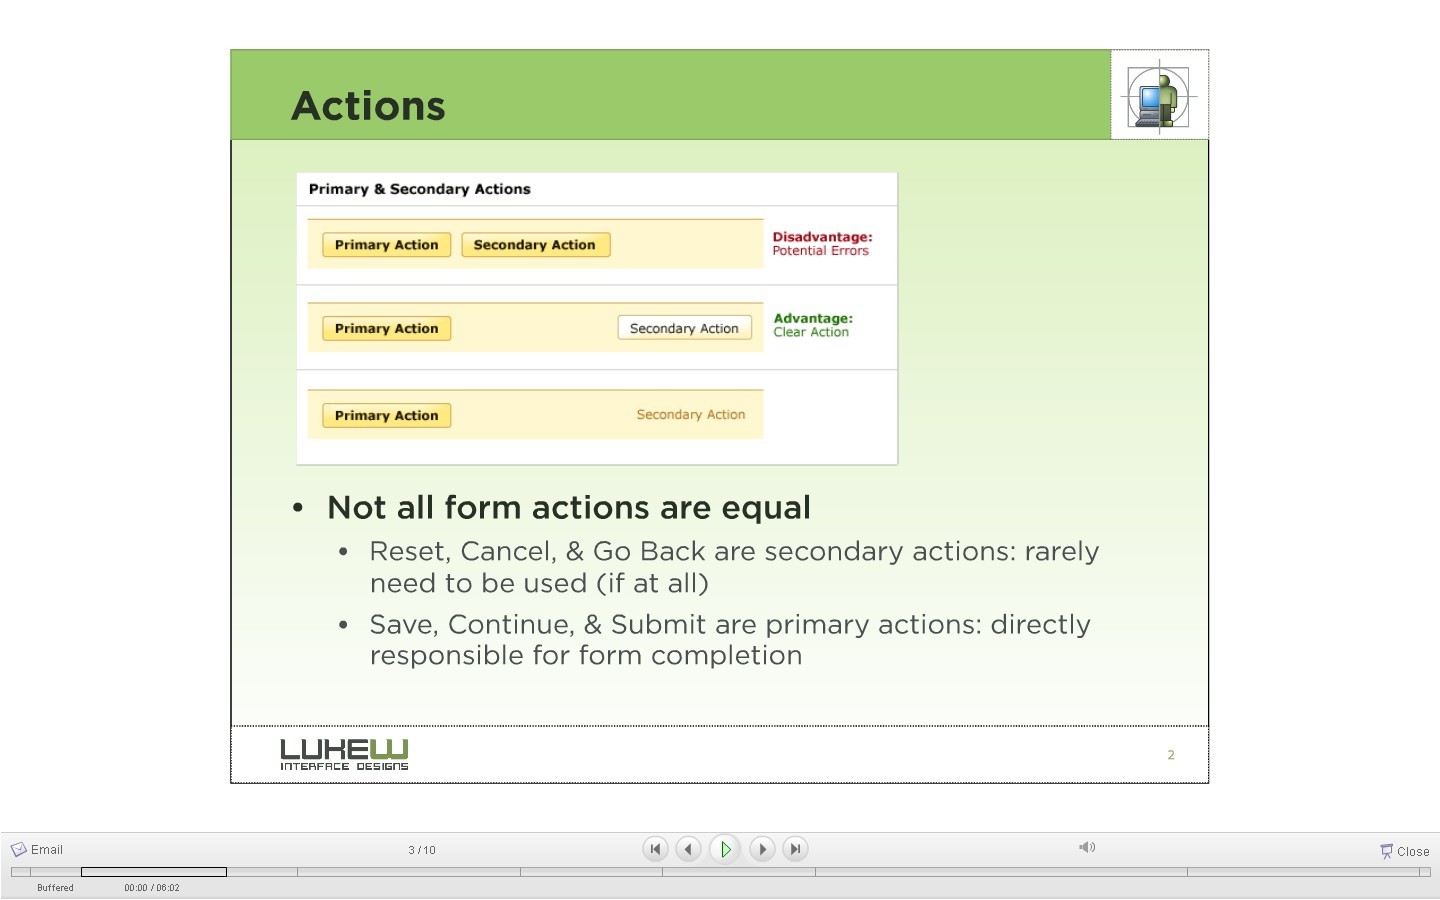 Actions
Primary & Secondary Actions
Primary Action
Secondary Action
Disadvantage:
Potential Errors
Primary Action
Secondary Action
Advantage:
Clear Action
Primary Action
Secondary Action
• Not all form actions are equal
• Reset, Cancel, & Go Back are secondary actions: rarely
need to be used (if at all)
• Save, Continue, & Submit are primary actions: directly
responsible for form completion
LUKEW
INTERFACE DESIGNS
2
Email
3 / 10
Close
Buffered
00:00 / 06:02